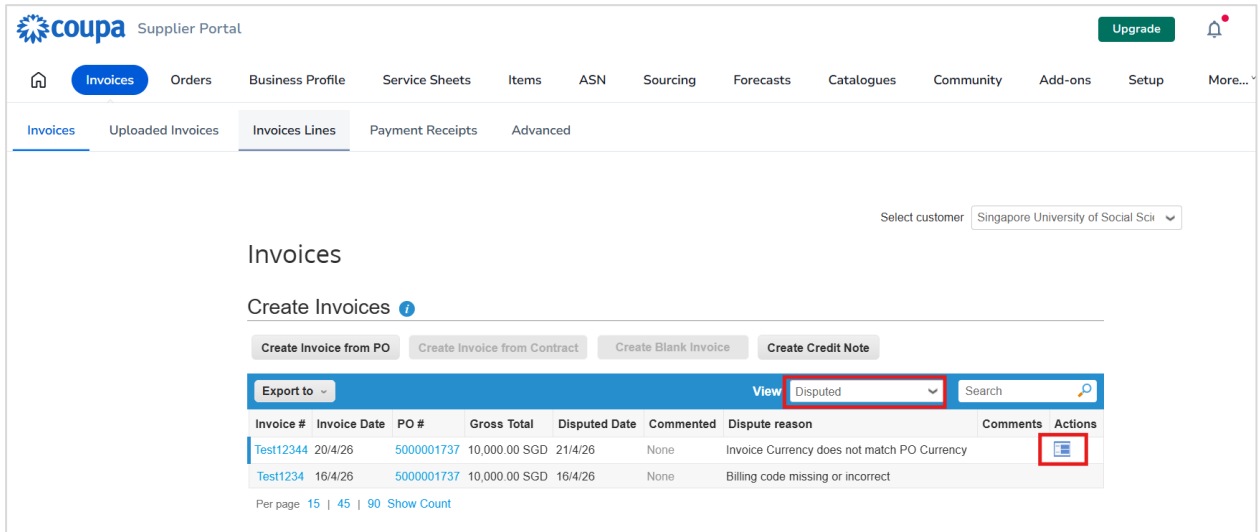 coupa Supplier Portal Upgrade
Invoices Orders Business Profile Service Sheets Items ASN Sourcing Forecasts Catalogues Community Add-ons Setup More...
Invoices Uploaded Invoices Invoices Lines Payment Receipts Advanced
Select customer Singapore University of Social Sci
Invoices
Create Invoices i
Create Invoice from PO Create Invoice from Contract Create Blank Invoice Create Credit Note
Export to View Disputed Search
Invoice # Invoice Date PO # Gross Total Disputed Date Commented Dispute reason Comments Actions
Test12344 20/4/26 5000001737 10,000.00 SGD 21/4/26 None Invoice Currency does not match PO Currency
Test1234 16/4/26 5000001737 10,000.00 SGD 16/4/26 None Billing code missing or incorrect
Per page 15 | 45 | 90 Show Count